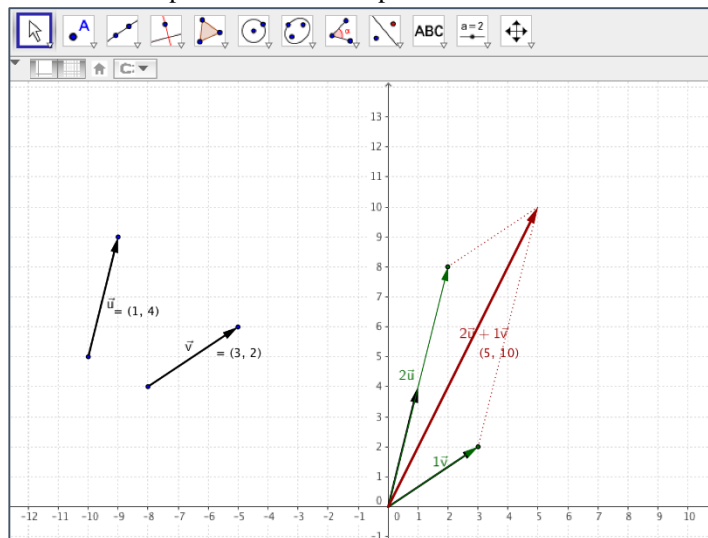 A
α
ABC
a = 2
13
12
11
10
9
8
7
6
5
4
3
2
1
0
-1
-12 -11 -10 -9 -8 -7 -6 -5 -4 -3 -2 -1 0 1 2 3 4 5 6 7 8 9 10
u⃗ = (1, 4)
v⃗ = (3, 2)
2u⃗ + 1v⃗
(5, 10)
2u⃗
1v⃗